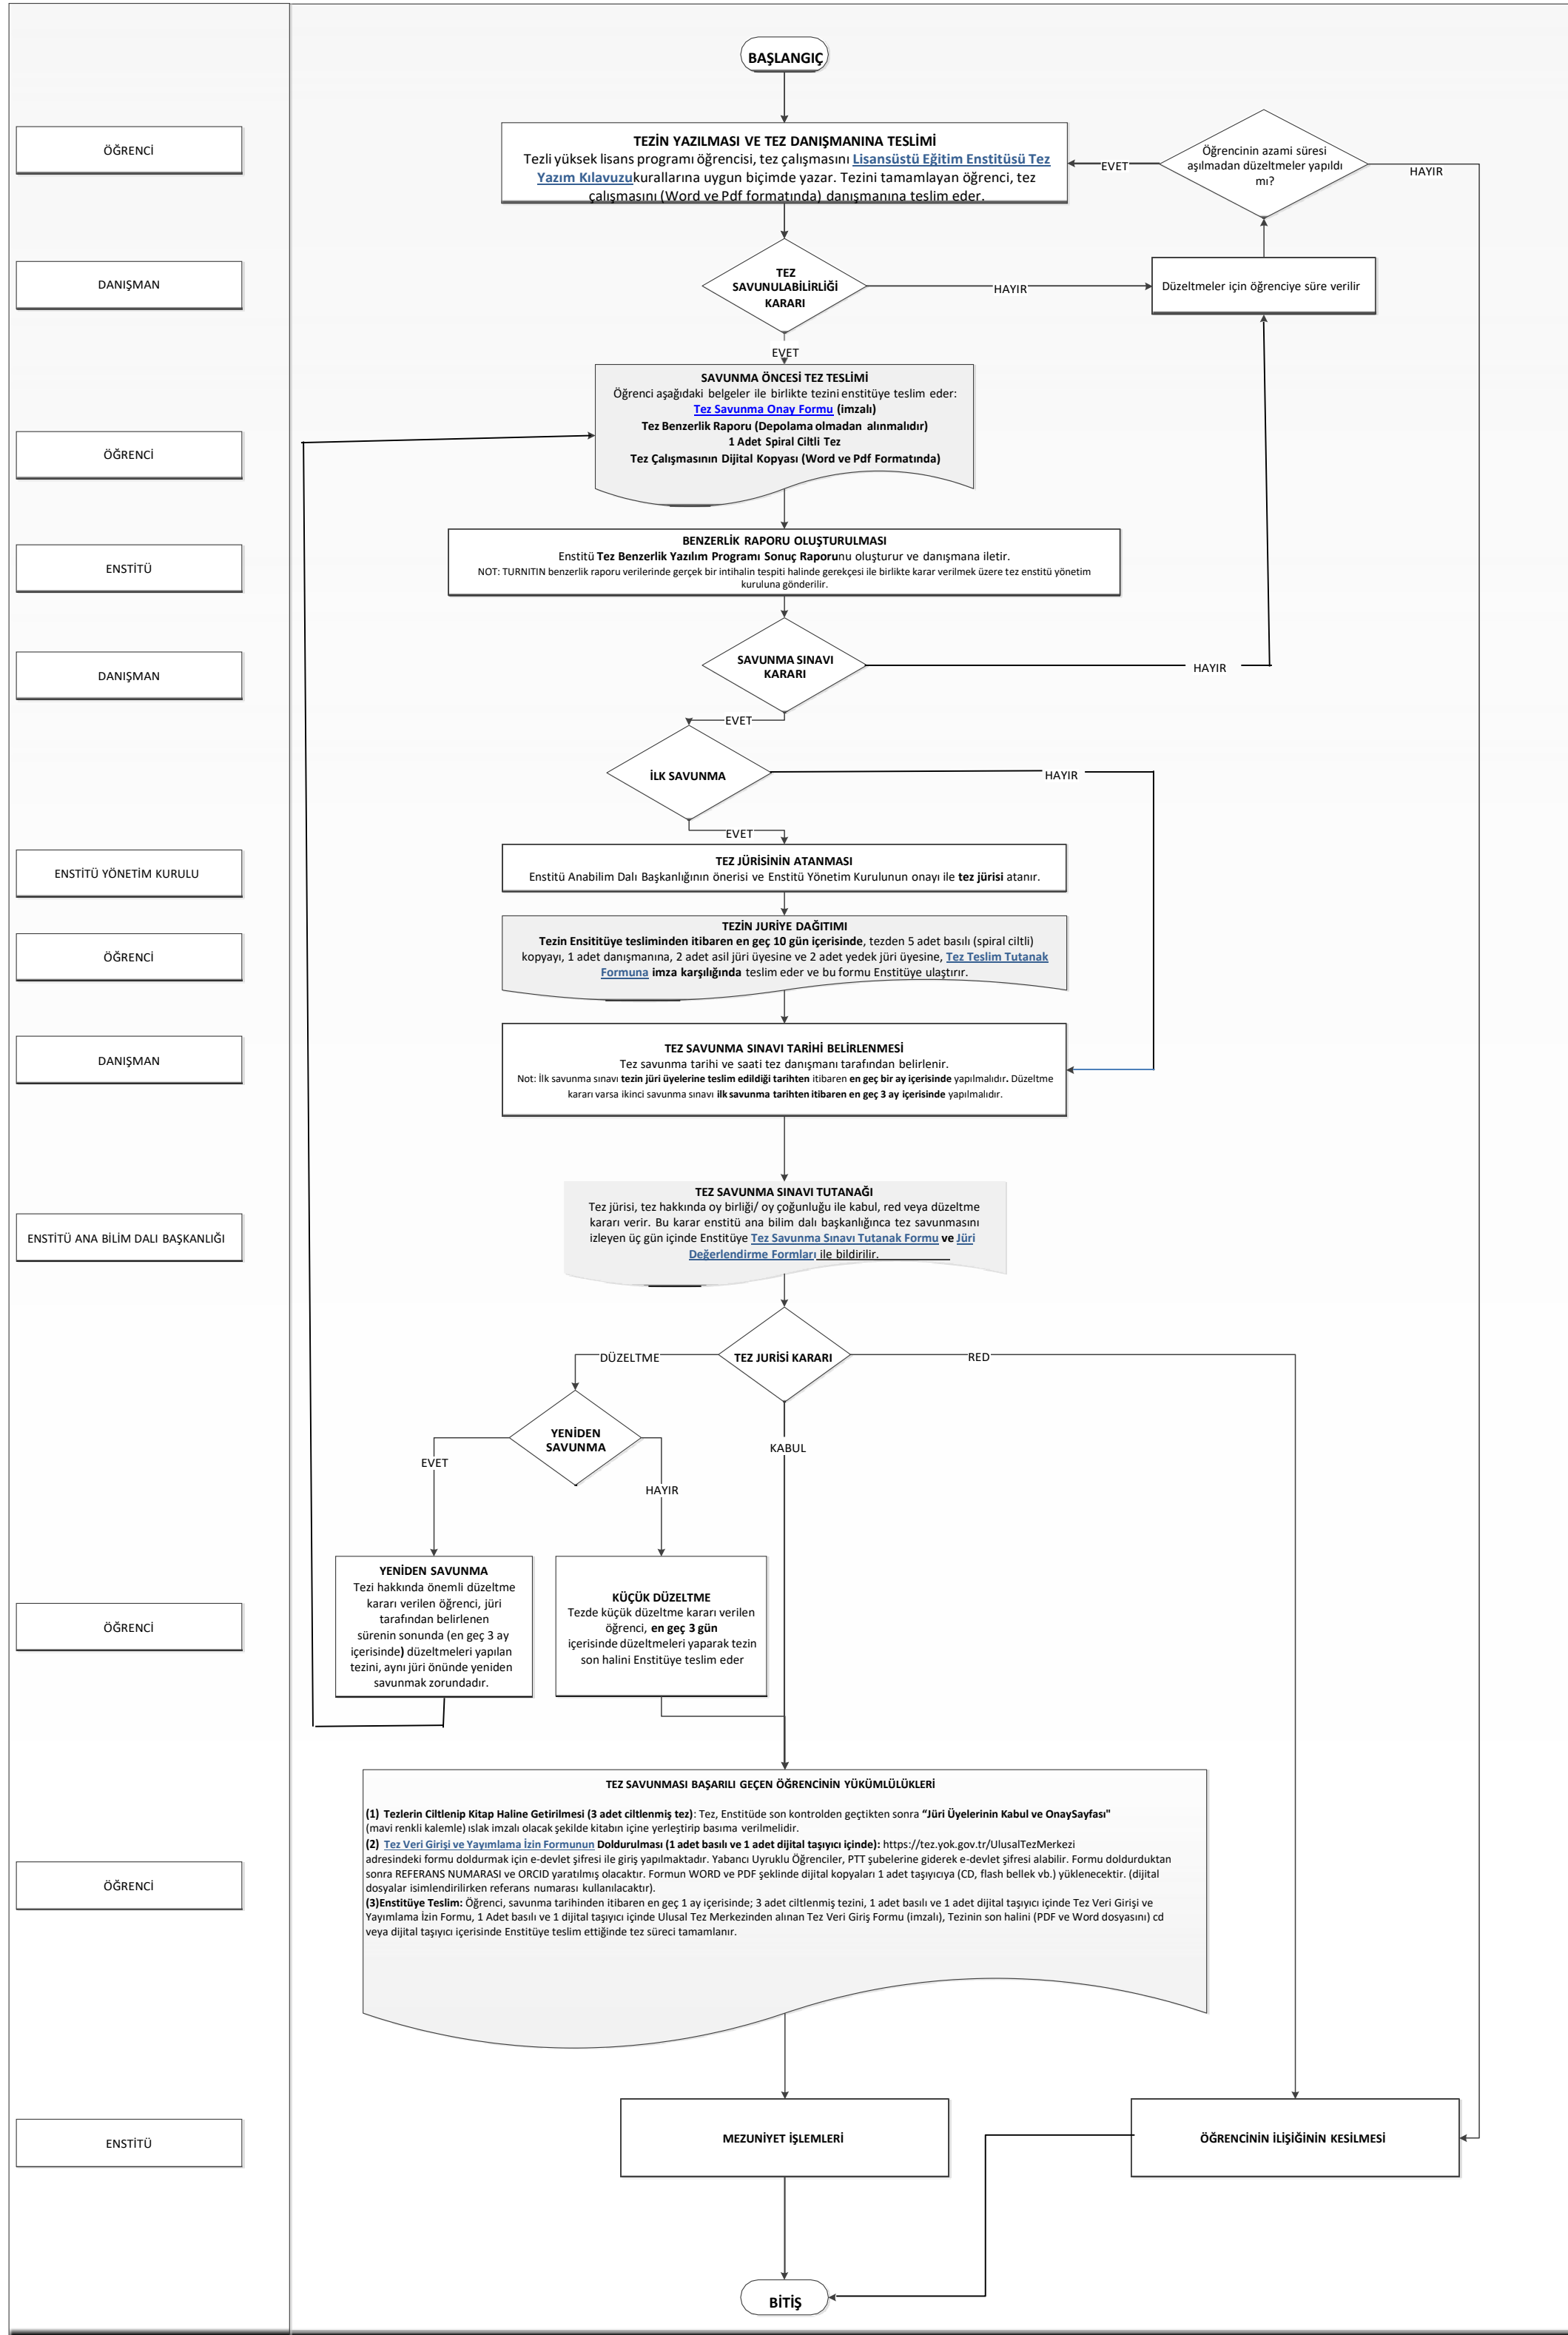 BAŞLANGIÇ
ÖĞRENCİ
TEZİN YAZILMASI VE TEZ DANIŞMANINA TESLİMİ
Tezli yüksek lisans programı öğrencisi, tez çalışmasını Lisansüstü Eğitim Enstitüsü Tez
Yazım Kılavuzukurallarına uygun biçimde yazar. Tezini tamamlayan öğrenci, tez
çalışmasını (Word ve Pdf formatında) danışmanına teslim eder.
EVET
Öğrencinin azami süresi
aşılmadan düzeltmeler yapıldı
mı?
HAYIR
DANIŞMAN
TEZ
SAVUNULABİLİRLİĞİ
KARARI
HAYIR
Düzeltmeler için öğrenciye süre verilir
EVET
ÖĞRENCİ
SAVUNMA ÖNCESİ TEZ TESLİMİ
Öğrenci aşağıdaki belgeler ile birlikte tezini enstitüye teslim eder:
Tez Savunma Onay Formu (imzalı)
Tez Benzerlik Raporu (Depolama olmadan alınmalıdır)
1 Adet Spiral Ciltli Tez
Tez Çalışmasının Dijital Kopyası (Word ve Pdf Formatında)
ENSTİTÜ
BENZERLİK RAPORU OLUŞTURULMASI
Enstitü Tez Benzerlik Yazılım Programı Sonuç Raporunu oluşturur ve danışmana iletir.
NOT: TURNITIN benzerlik raporu verilerinde gerçek bir intihalin tespiti halinde gerekçesi ile birlikte karar verilmek üzere tez enstitü yönetim
kuruluna gönderilir.
DANIŞMAN
SAVUNMA SINAVI
KARARI
HAYIR
EVET
İLK SAVUNMA
HAYIR
EVET
ENSTİTÜ YÖNETİM KURULU
TEZ JÜRİSİNİN ATANMASI
Enstitü Anabilim Dalı Başkanlığının önerisi ve Enstitü Yönetim Kurulunun onayı ile tez jürisi atanır.
ÖĞRENCİ
TEZİN JURİYE DAĞITIMI
Tezin Ensititüye tesliminden itibaren en geç 10 gün içerisinde, tezden 5 adet basılı (spiral ciltli)
kopyayı, 1 adet danışmanına, 2 adet asil jüri üyesine ve 2 adet yedek jüri üyesine, Tez Teslim Tutanak
Formuna imza karşılığında teslim eder ve bu formu Enstitüye ulaştırır.
DANIŞMAN
TEZ SAVUNMA SINAVI TARİHİ BELİRLENMESİ
Tez savunma tarihi ve saati tez danışmanı tarafından belirlenir.
Not: İlk savunma sınavı tezin jüri üyelerine teslim edildiği tarihten itibaren en geç bir ay içerisinde yapılmalıdır. Düzeltme
kararı varsa ikinci savunma sınavı ilk savunma tarihten itibaren en geç 3 ay içerisinde yapılmalıdır.
ENSTİTÜ ANA BİLİM DALI BAŞKANLIĞI
TEZ SAVUNMA SINAVI TUTANAĞI
Tez jürisi, tez hakkında oy birliği/ oy çoğunluğu ile kabul, red veya düzeltme
kararı verir. Bu karar enstitü ana bilim dalı başkanlığınca tez savunmasını
izleyen üç gün içinde Enstitüye Tez Savunma Sınavı Tutanak Formu ve Jüri
Değerlendirme Formları ile bildirilir.
DÜZELTME
TEZ JURİSİ KARARI
RED
YENİDEN
SAVUNMA
KABUL
EVET
HAYIR
ÖĞRENCİ
YENİDEN SAVUNMA
Tezi hakkında önemli düzeltme
kararı verilen öğrenci, jüri
tarafından belirlenen
sürenin sonunda (en geç 3 ay
içerisinde) düzeltmeleri yapılan
tezini, aynı jüri önünde yeniden
savunmak zorundadır.
KÜÇÜK DÜZELTME
Tezde küçük düzeltme kararı verilen
öğrenci, en geç 3 gün
içerisinde düzeltmeleri yaparak tezin
son halini Enstitüye teslim eder
ÖĞRENCİ
TEZ SAVUNMASI BAŞARILI GEÇEN ÖĞRENCİNİN YÜKÜMLÜLÜKLERİ
(1) Tezlerin Ciltlenip Kitap Haline Getirilmesi (3 adet ciltlenmiş tez): Tez, Enstitüde son kontrolden geçtikten sonra “Jüri Üyelerinin Kabul ve OnaySayfası"
(mavi renkli kalemle) ıslak imzalı olacak şekilde kitabın içine yerleştirip basıma verilmelidir.
(2) Tez Veri Girişi ve Yayımlama İzin Formunun Doldurulması (1 adet basılı ve 1 adet dijital taşıyıcı içinde): https://tez.yok.gov.tr/UlusalTezMerkezi
adresindeki formu doldurmak için e-devlet şifresi ile giriş yapılmaktadır. Yabancı Uyruklu Öğrenciler, PTT şubelerine giderek e-devlet şifresi alabilir. Formu doldurduktan
sonra REFERANS NUMARASI ve ORCID yaratılmış olacaktır. Formun WORD ve PDF şeklinde dijital kopyaları 1 adet taşıyıcıya (CD, flash bellek vb.) yüklenecektir. (dijital
dosyalar isimlendirilirken referans numarası kullanılacaktır).
(3)Enstitüye Teslim: Öğrenci, savunma tarihinden itibaren en geç 1 ay içerisinde; 3 adet ciltlenmiş tezini, 1 adet basılı ve 1 adet dijital taşıyıcı içinde Tez Veri Girişi ve
Yayımlama İzin Formu, 1 Adet basılı ve 1 dijital taşıyıcı içinde Ulusal Tez Merkezinden alınan Tez Veri Giriş Formu (imzalı), Tezinin son halini (PDF ve Word dosyasını) cd
veya dijital taşıyıcı içerisinde Enstitüye teslim ettiğinde tez süreci tamamlanır.
ENSTİTÜ
MEZUNİYET İŞLEMLERİ
ÖĞRENCİNİN İLİŞİĞİNİN KESİLMESİ
BİTİŞ